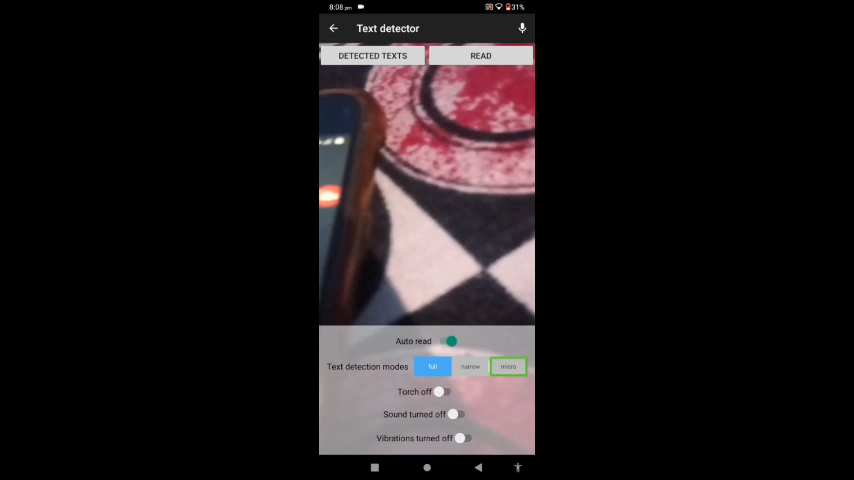 8:08 pm 31%
Text detector
DETECTED TEXTS READ
Auto read
Text detection modes full narrow micro
Torch off
Sound turned off
Vibrations turned off